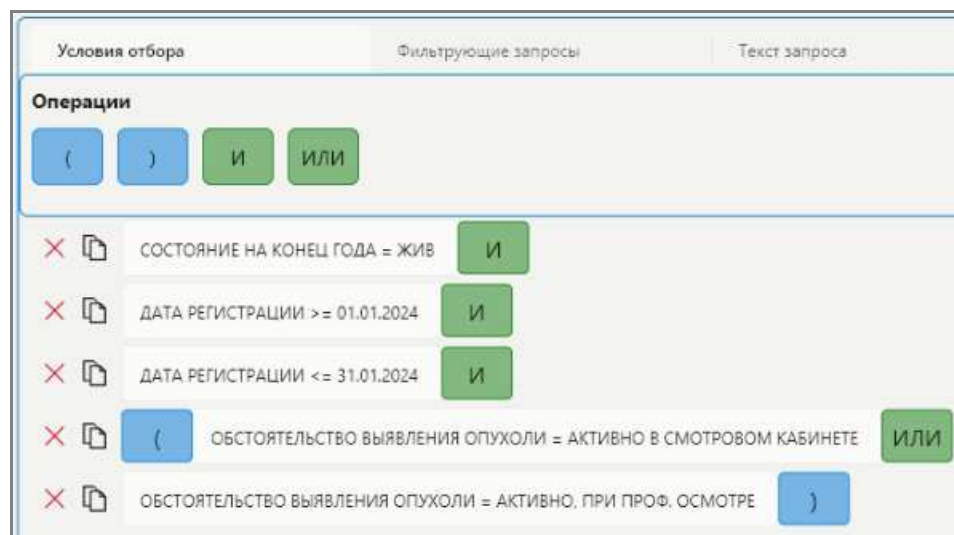 Условия отбора Фильтрующие запросы Текст запроса
Операции
( ) И ИЛИ
СОСТОЯНИЕ НА КОНЕЦ ГОДА = ЖИВ И
ДАТА РЕГИСТРАЦИИ >= 01.01.2024 И
ДАТА РЕГИСТРАЦИИ <= 31.01.2024 И
( ОБСТОЯТЕЛЬСТВО ВЫЯВЛЕНИЯ ОПУХОЛИ = АКТИВНО В СМОТРОВОМ КАБИНЕТЕ ИЛИ
ОБСТОЯТЕЛЬСТВО ВЫЯВЛЕНИЯ ОПУХОЛИ = АКТИВНО, ПРИ ПРОФ. ОСМОТРЕ )